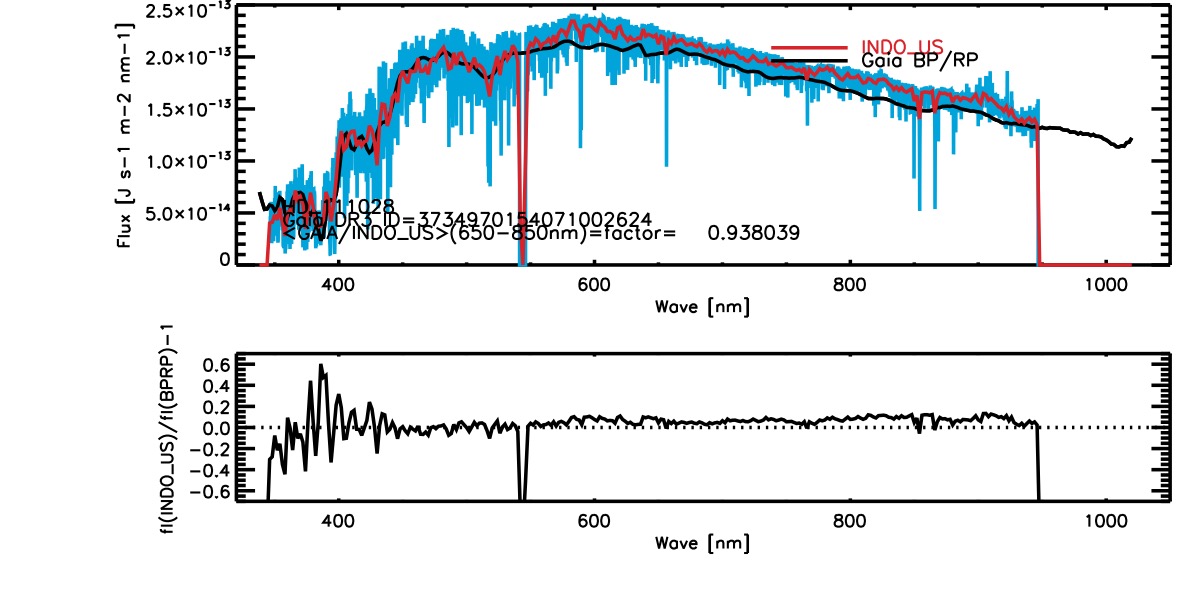 2.5×10⁻¹³
2.0×10⁻¹³
1.5×10⁻¹³
1.0×10⁻¹³
5.0×10⁻¹⁴
0
Flux [J s-1 m-2 nm-1]
INDO_US
Gaia BP/RP
HD_111028
Gaia DR3 ID=3734970154071002624
<GAIA/INDO_US>(650-850nm)=factor= 0.938039
400 600 800 1000
Wave [nm]
fl(INDO_US)/fl(BPRP)-1
0.6
0.4
0.2
0.0
-0.2
-0.4
-0.6
400 600 800 1000
Wave [nm]